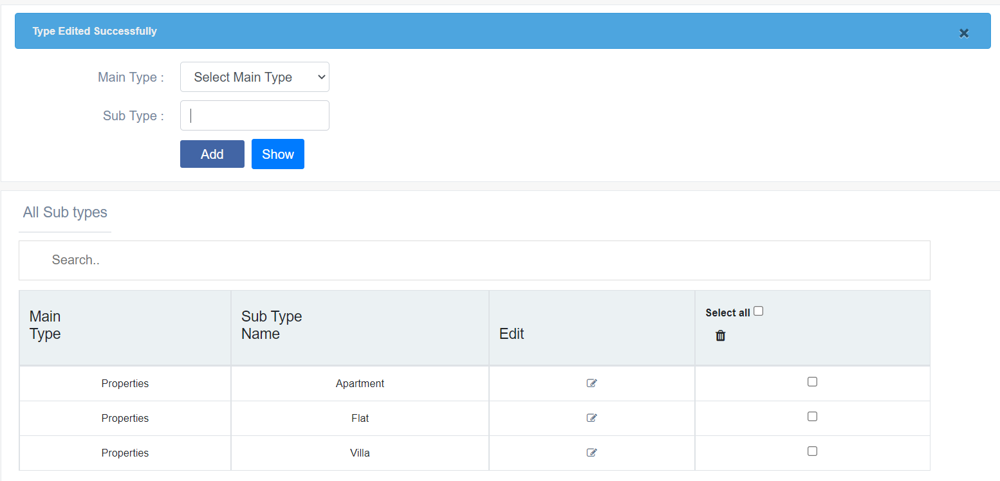 Type Edited Successfully
Main Type :
Select Main Type
Sub Type :
Add
Show
All Sub types
Search..
Main
Type
Sub Type
Name
Edit
Select all
Properties
Apartment
Properties
Flat
Properties
Villa